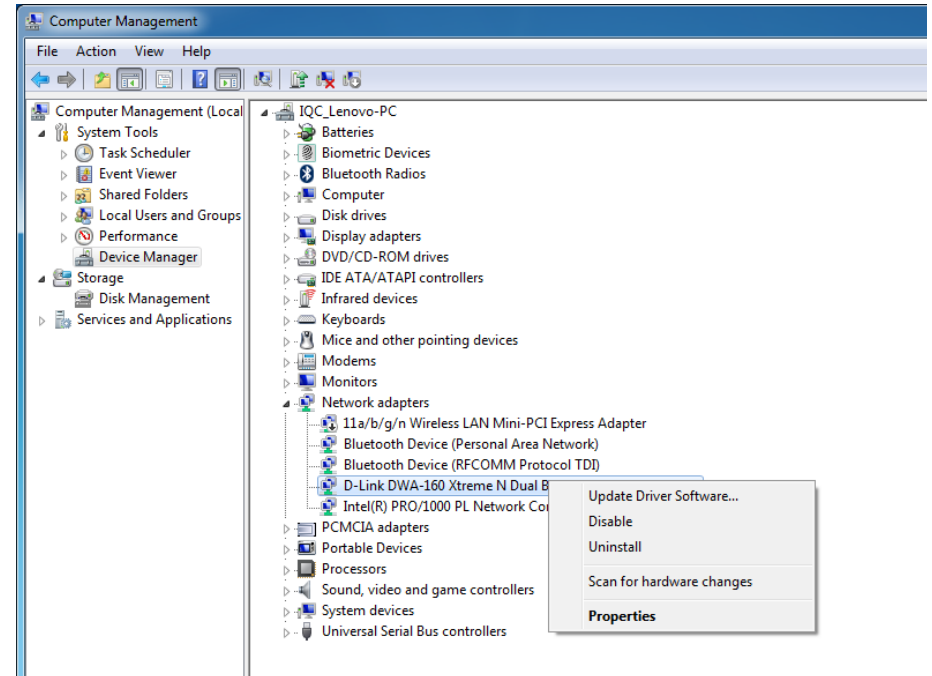 Computer Management
File Action View Help
Computer Management (Local
System Tools
Task Scheduler
Event Viewer
Shared Folders
Local Users and Groups
Performance
Device Manager
Storage
Disk Management
Services and Applications
IQC_Lenovo-PC
Batteries
Biometric Devices
Bluetooth Radios
Computer
Disk drives
Display adapters
DVD/CD-ROM drives
IDE ATA/ATAPI controllers
Infrared devices
Keyboards
Mice and other pointing devices
Modems
Monitors
Network adapters
11a/b/g/n Wireless LAN Mini-PCI Express Adapter
Bluetooth Device (Personal Area Network)
Bluetooth Device (RFCOMM Protocol TDI)
D-Link DWA-160 Xtreme N Dual B
Intel(R) PRO/1000 PL Network Co
PCMCIA adapters
Portable Devices
Processors
Sound, video and game controllers
System devices
Universal Serial Bus controllers
Update Driver Software...
Disable
Uninstall
Scan for hardware changes
Properties